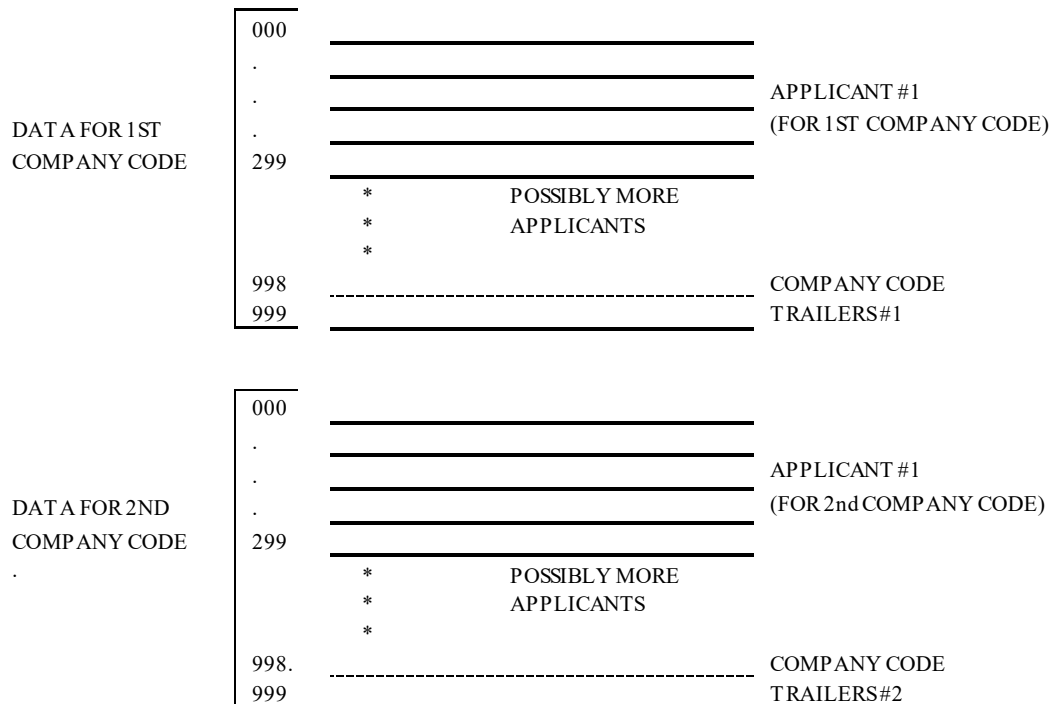 000
.
. APPLICANT #1
DATA FOR 1ST . (FOR 1ST COMPANY CODE)
COMPANY CODE 299
* POSSIBLY MORE
* APPLICANTS
*
998 COMPANY CODE
999 TRAILERS #1
000
.
. APPLICANT #1
DATA FOR 2ND . (FOR 2nd COMPANY CODE)
COMPANY CODE 299
. * POSSIBLY MORE
* APPLICANTS
*
998. COMPANY CODE
999 TRAILERS #2